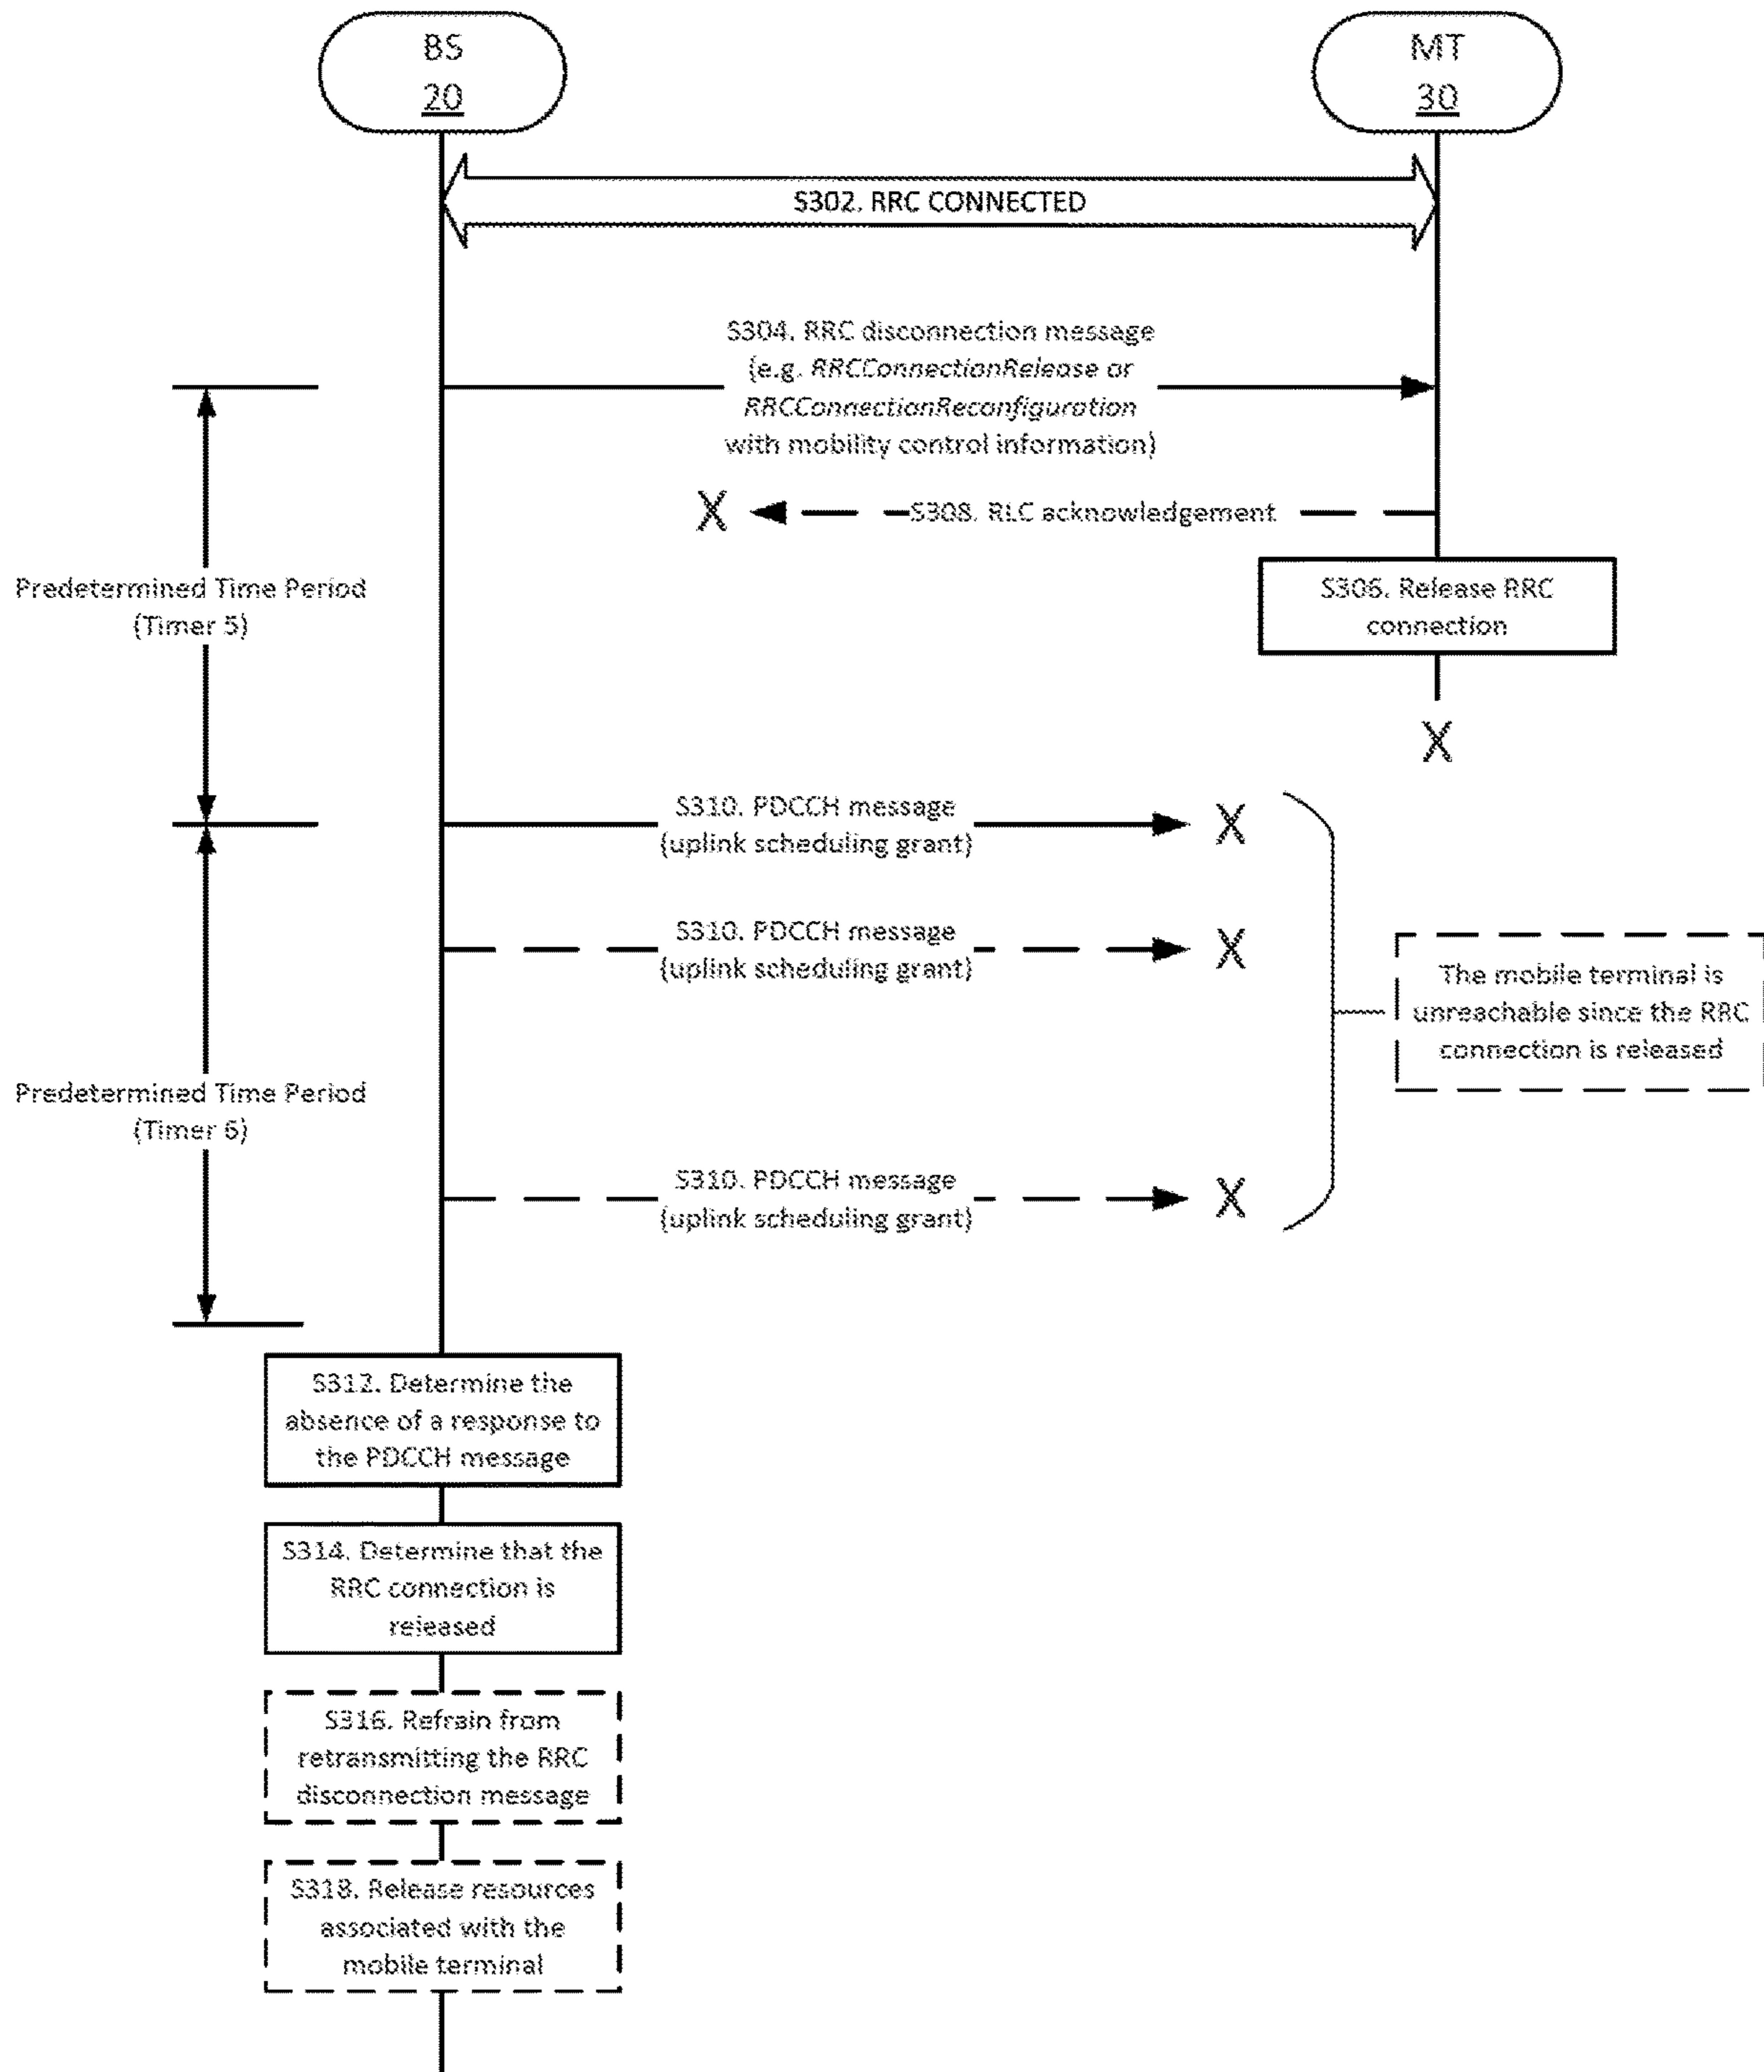 BS
20
MT
30
S302. RRC CONNECTED
S304. RRC disconnection message
(e.g. RRCConnectionRelease or
RRCConnectionReconfiguration
with mobility control information)
X
S308. RLC acknowledgement
Predetermined Time Period
(Timer 5)
S306. Release RRC
connection
X
S310. PDCCH message
(uplink scheduling grant)
X
S310. PDCCH message
(uplink scheduling grant)
X
The mobile terminal is
unreachable since the RRC
connection is released
Predetermined Time Period
(Timer 6)
S310. PDCCH message
(uplink scheduling grant)
X
S312. Determine the
absence of a response to
the PDCCH message
S314. Determine that the
RRC connection is
released
S316. Refrain from
retransmitting the RRC
disconnection message
S318. Release resources
associated with the
mobile terminal